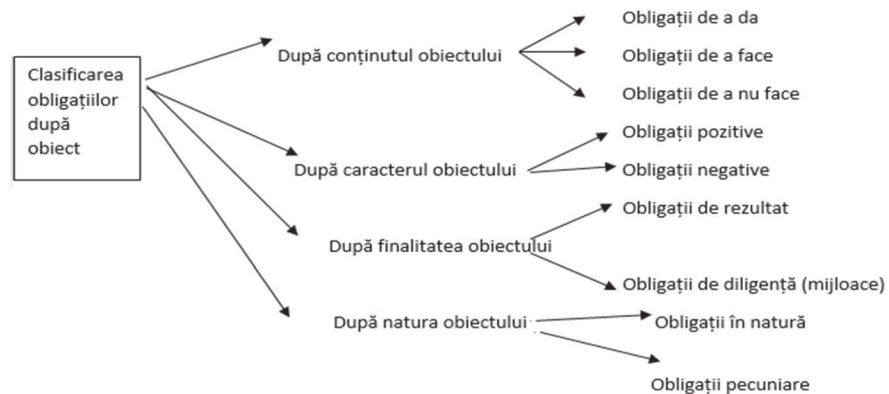 Clasificarea
obligațiilor
după
obiect
După conținutul obiectului
Obligații de a da
Obligații de a face
Obligații de a nu face
După caracterul obiectului
Obligații pozitive
Obligații negative
După finalitatea obiectului
Obligații de rezultat
Obligații de diligență (mijloace)
După natura obiectului
Obligații în natură
Obligații pecuniare